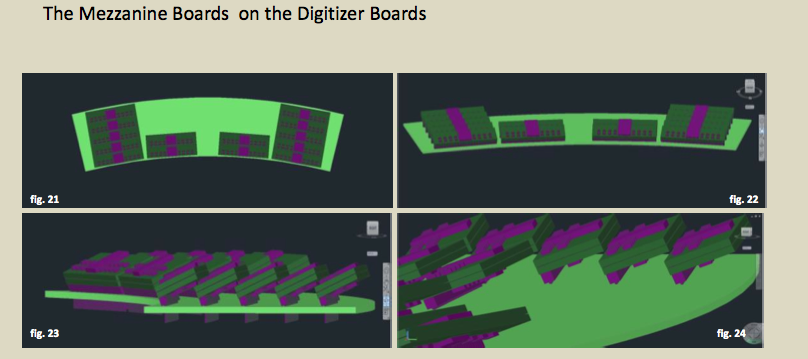 The Mezzanine Boards on the Digitizer Boards
fig. 21
fig. 22
fig. 23
fig. 24